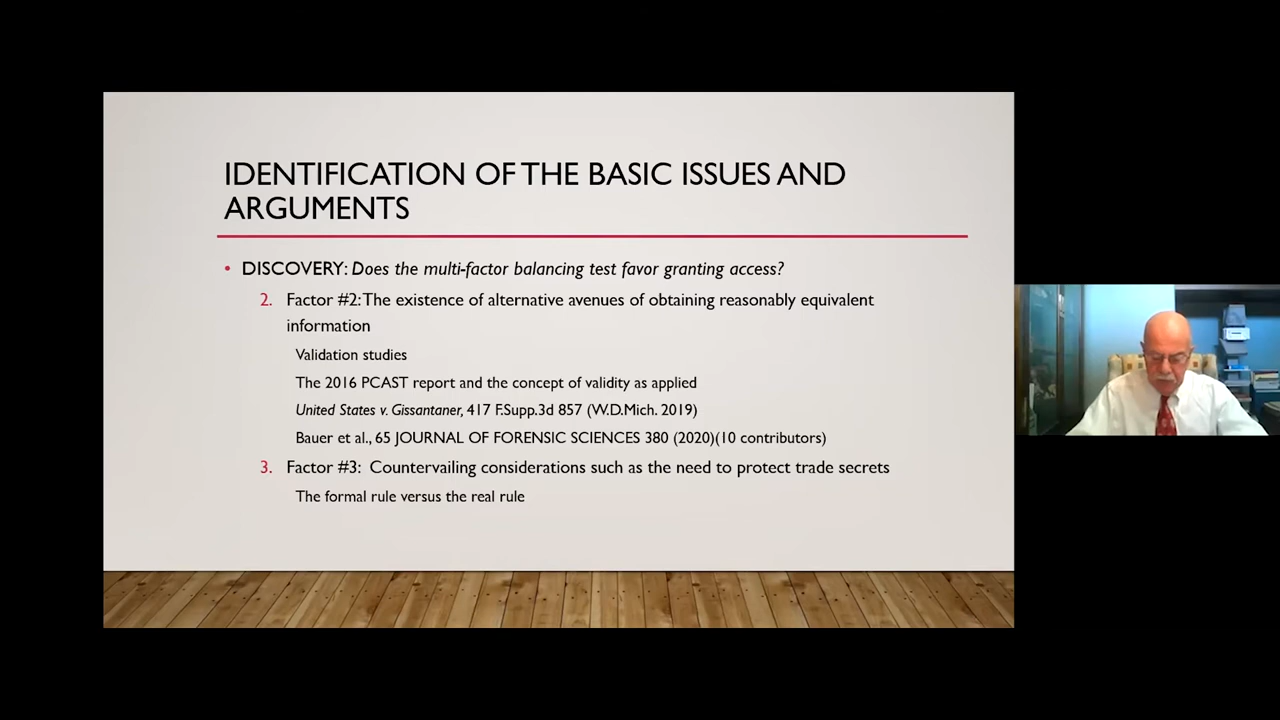 IDENTIFICATION OF THE BASIC ISSUES AND
ARGUMENTS
• DISCOVERY: Does the multi-factor balancing test favor granting access?
2. Factor #2: The existence of alternative avenues of obtaining reasonably equivalent
information
Validation studies
The 2016 PCAST report and the concept of validity as applied
United States v. Gissantaner, 417 F.Supp.3d 857 (W.D.Mich. 2019)
Bauer et al., 65 JOURNAL OF FORENSIC SCIENCES 380 (2020)(10 contributors)
3. Factor #3: Countervailing considerations such as the need to protect trade secrets
The formal rule versus the real rule